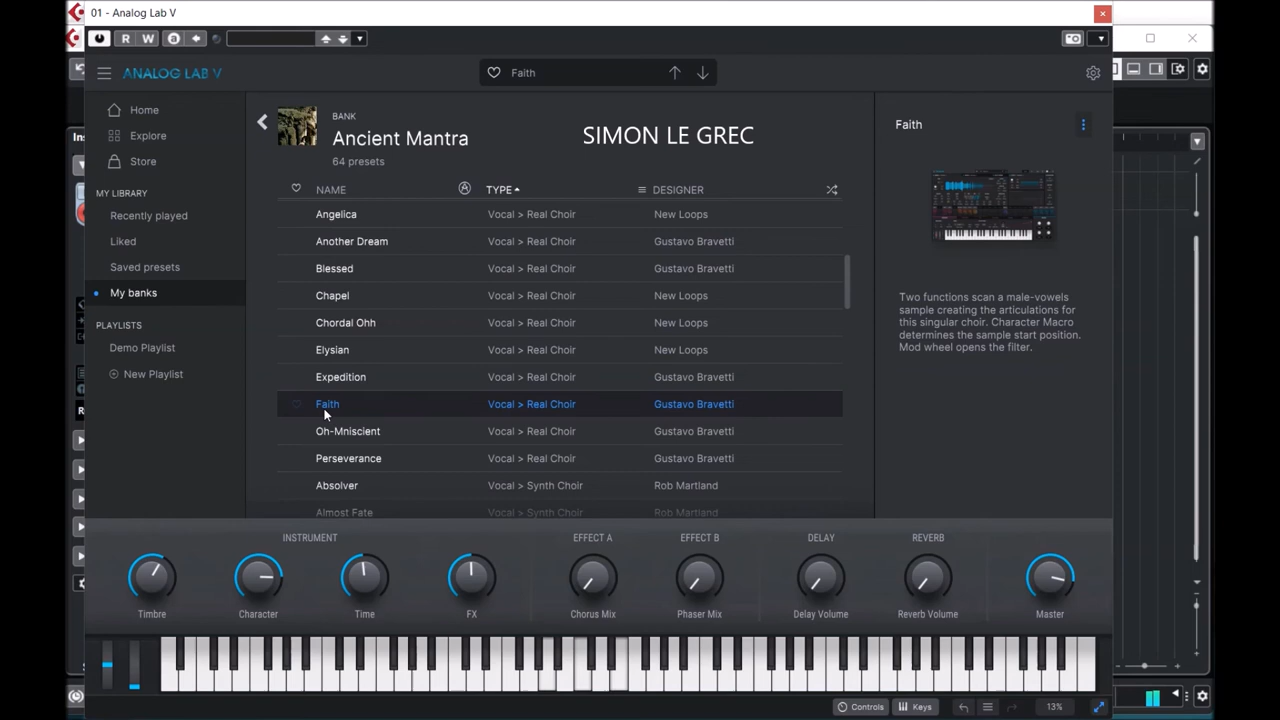 01 - Analog Lab V
R W a
ANALOG LAB V
Faith
Home
Explore
Store
MY LIBRARY
Recently played
Liked
Saved presets
My banks
PLAYLISTS
Demo Playlist
New Playlist
BANK
Ancient Mantra
64 presets
SIMON LE GREC
NAME TYPE DESIGNER
Angelica Vocal > Real Choir New Loops
Another Dream Vocal > Real Choir Gustavo Bravetti
Blessed Vocal > Real Choir Gustavo Bravetti
Chapel Vocal > Real Choir New Loops
Chordal Ohh Vocal > Real Choir New Loops
Elysian Vocal > Real Choir New Loops
Expedition Vocal > Real Choir Gustavo Bravetti
Faith Vocal > Real Choir Gustavo Bravetti
Oh-Mniscient Vocal > Real Choir Gustavo Bravetti
Perseverance Vocal > Real Choir Gustavo Bravetti
Absolver Vocal > Synth Choir Rob Martland
Almost Fate Vocal > Synth Choir Gustavo Bravetti
Faith
Two functions scan a male-vowels
sample creating the articulations for
this singular choir. Character Macro
determines the sample start position.
Mod wheel opens the filter.
INSTRUMENT EFFECT A EFFECT B DELAY REVERB
Timbre Character Time FX Chorus Mix Phaser Mix Delay Volume Reverb Volume Master
Controls Keys 13%